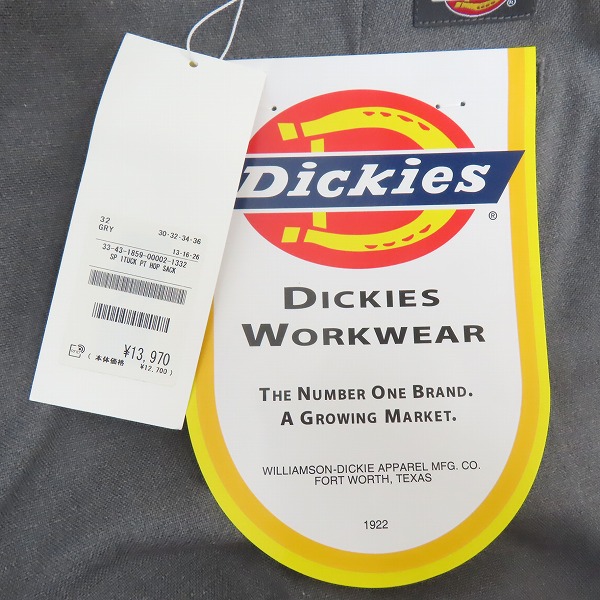 32
GRY
30-32-34-36
13-16-26
33-43-1859-00002-1332
SP 1TUCK PT HOP SACK
¥13,970
(本体価格 ¥12,700)
Dickies
®
DICKIES
WORKWEAR
THE NUMBER ONE BRAND.
A GROWING MARKET.
WILLIAMSON-DICKIE APPAREL MFG. CO.
FORT WORTH, TEXAS
1922